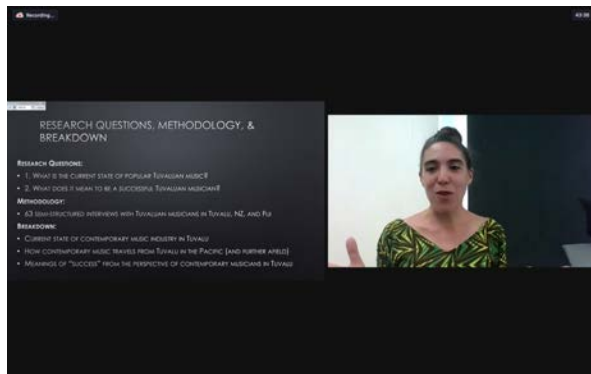 Recording...
43:36
RESEARCH QUESTIONS, METHODOLOGY, &
BREAKDOWN
RESEARCH QUESTIONS:
• 1. WHAT IS THE CURRENT STATE OF POPULAR TUVALUAN MUSIC?
• 2. WHAT DOES IT MEAN TO BE A SUCCESSFUL TUVALUAN MUSICIAN?
METHODOLOGY:
• 63 SEMI-STRUCTURED INTERVIEWS WITH TUVALUAN MUSICIANS IN TUVALU, NZ, AND FIJI
BREAKDOWN:
• CURRENT STATE OF CONTEMPORARY MUSIC INDUSTRY IN TUVALU
• HOW CONTEMPORARY MUSIC TRAVELS FROM TUVALU IN THE PACIFIC (AND FURTHER AFIELD)
• MEANINGS OF "SUCCESS" FROM THE PERSPECTIVE OF CONTEMPORARY MUSICIANS IN TUVALU